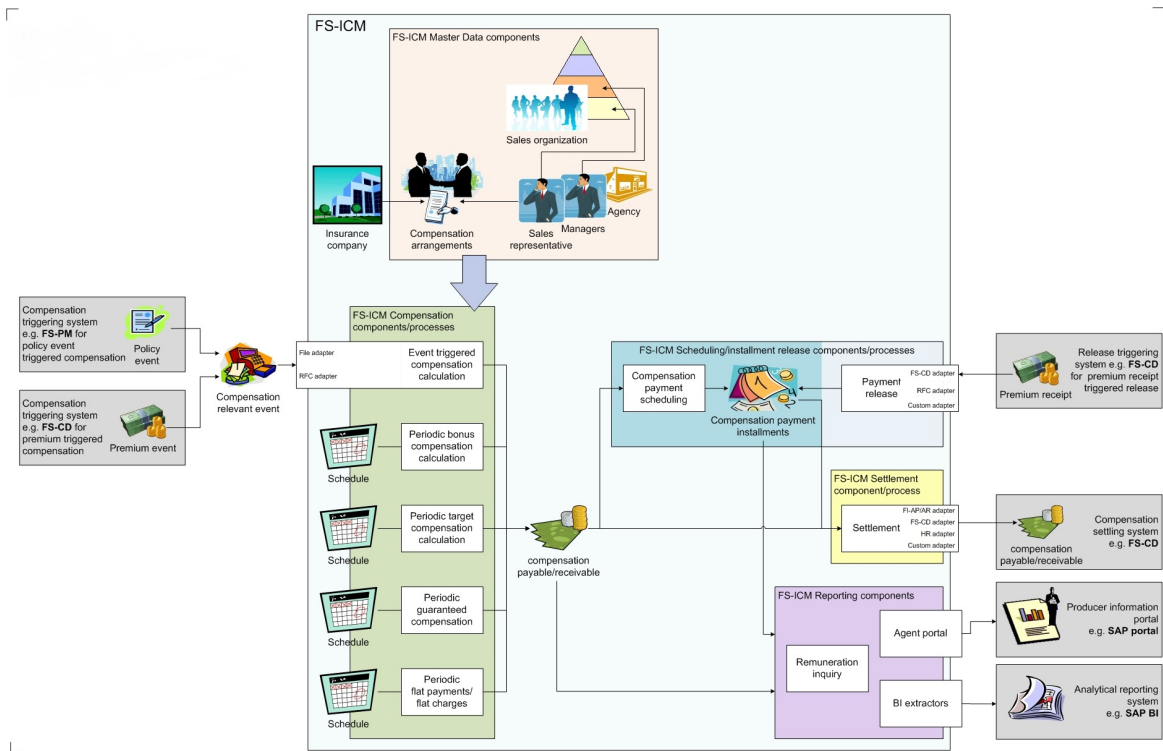 FS-ICM
FS-ICM Master Data components
Sales organization
Insurance
company
Compensation
arrangements
Sales
representative
Managers
Agency
Compensation
triggering system
e.g. FS-PM for
policy event
triggered compensation
Policy
event
Compensation
triggering system
e.g. FS-CD for
premium triggered
compensation
Premium event
Compensation
relevant event
FS-ICM Compensation
components/processes
File adapter
RFC adapter
Event triggered
compensation
calculation
Schedule
Periodic bonus
compensation
calculation
Schedule
Periodic target
compensation
calculation
Schedule
Periodic
guaranteed
compensation
Schedule
Periodic
flat payments/
flat charges
compensation
payable/receivable
FS-ICM Scheduling/installment release components/processes
Compensation
payment
scheduling
Compensation payment
installments
Payment
release
FS-CD adapter
RFC adapter
Custom adapter
Premium receipt
Release triggering
system e.g. FS-CD
for premium receipt
triggered release
FS-ICM Settlement
component/process
Settlement
FI-AP/AR adapter
FS-CD adapter
HR adapter
Custom adapter
compensation
payable/receivable
Compensation
settling system
e.g. FS-CD
FS-ICM Reporting components
Remuneration
inquiry
Agent portal
BI extractors
Producer information
portal
e.g. SAP portal
Analytical reporting
system
e.g. SAP BI